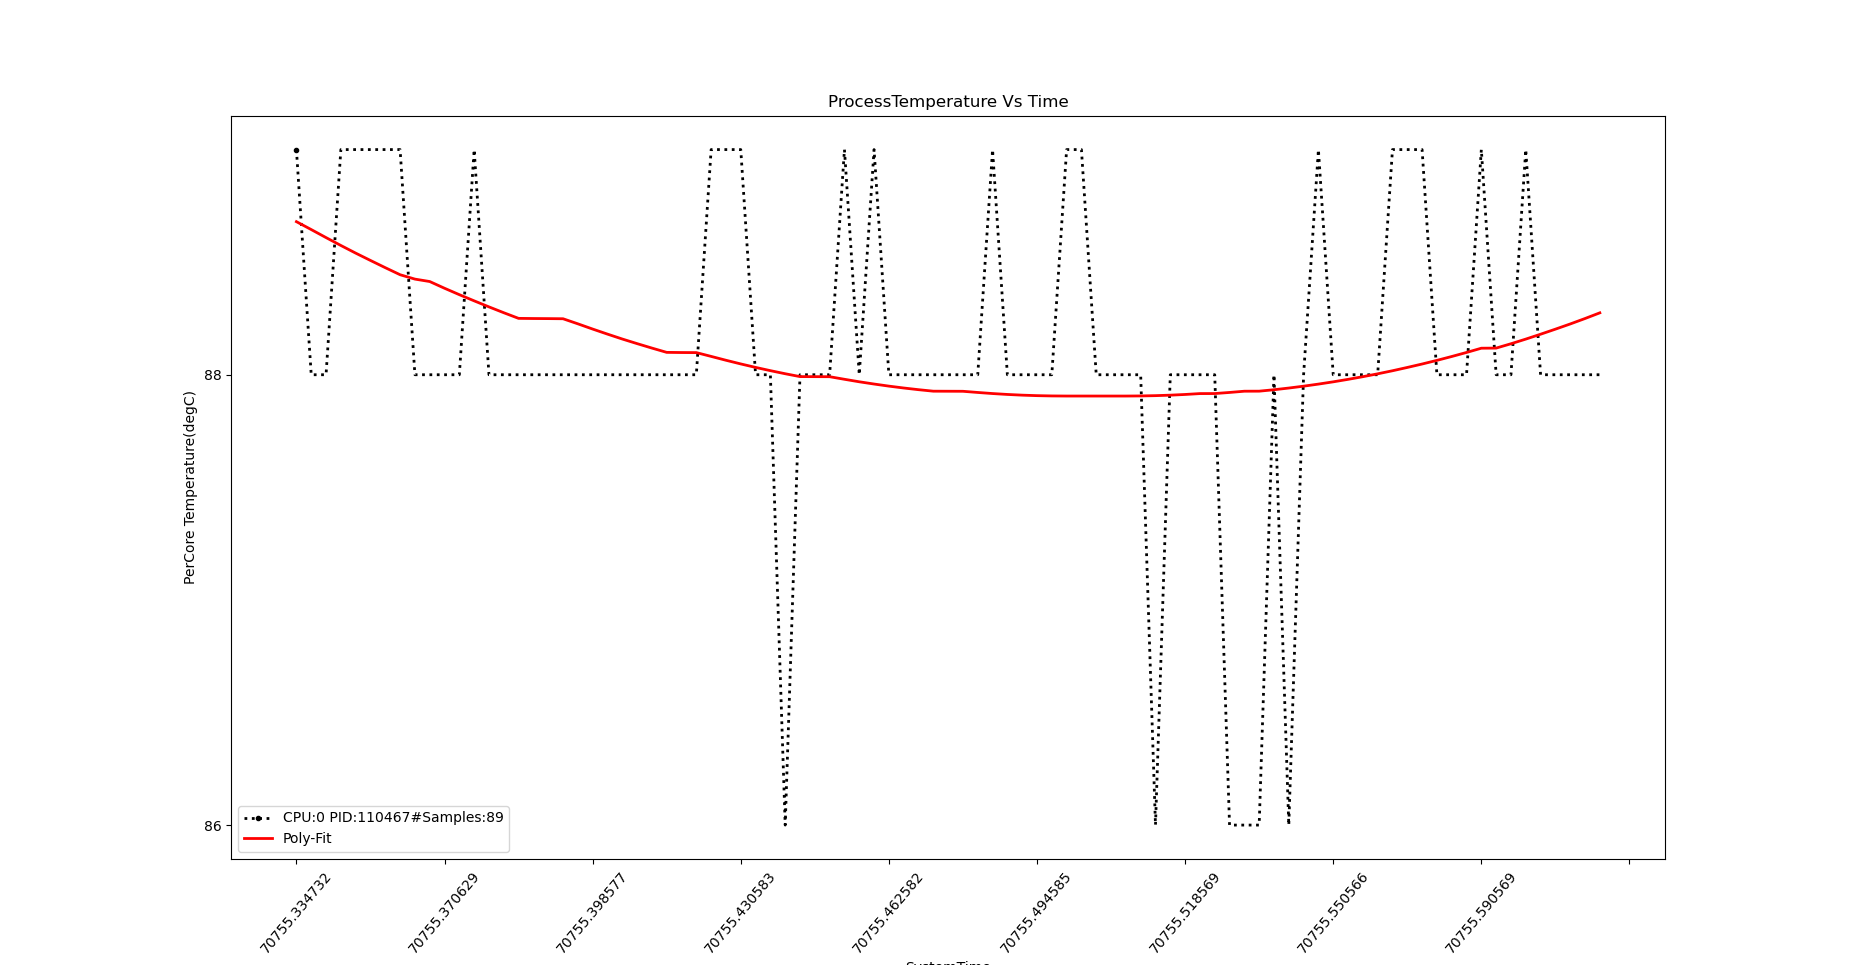 ProcessTemperature Vs Time
PerCore Temperature(degC)
88
86
CPU:0 PID:110467#Samples:89
Poly-Fit
70755.334732
70755.370629
70755.398577
70755.430583
70755.462582
70755.494585
70755.518569
70755.550566
70755.590569
SystemTime